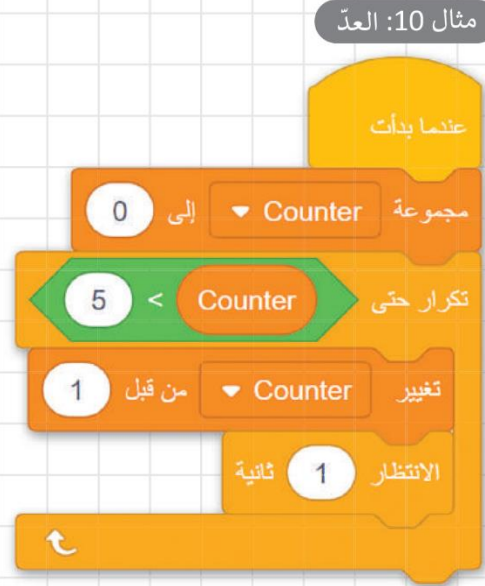 مثال 10: العدّ
عندما بدأت
مجموعة Counter إلى 0
تكرار حتى Counter > 5
تغيير Counter من قبل 1
الانتظار 1 ثانية